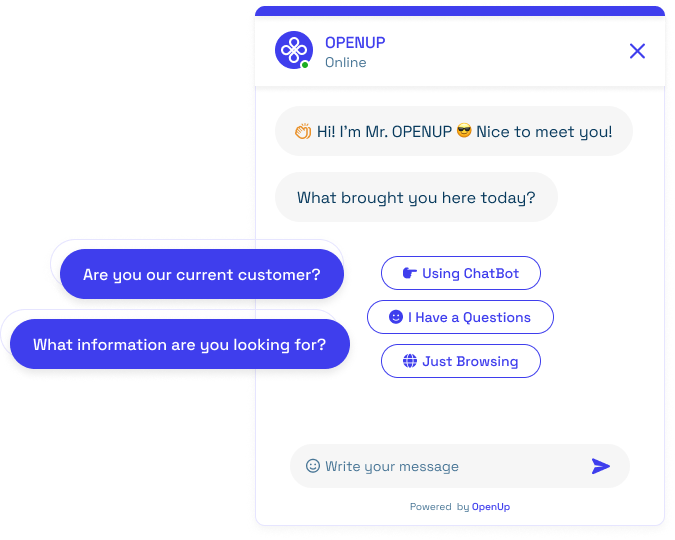 OPENUP
Online
👏 Hi! I'm Mr. OPENUP 😎 Nice to meet you!
What brought you here today?
Are you our current customer?
Using ChatBot
I Have a Questions
What information are you looking for?
Just Browsing
Write your message
Powered by OpenUp